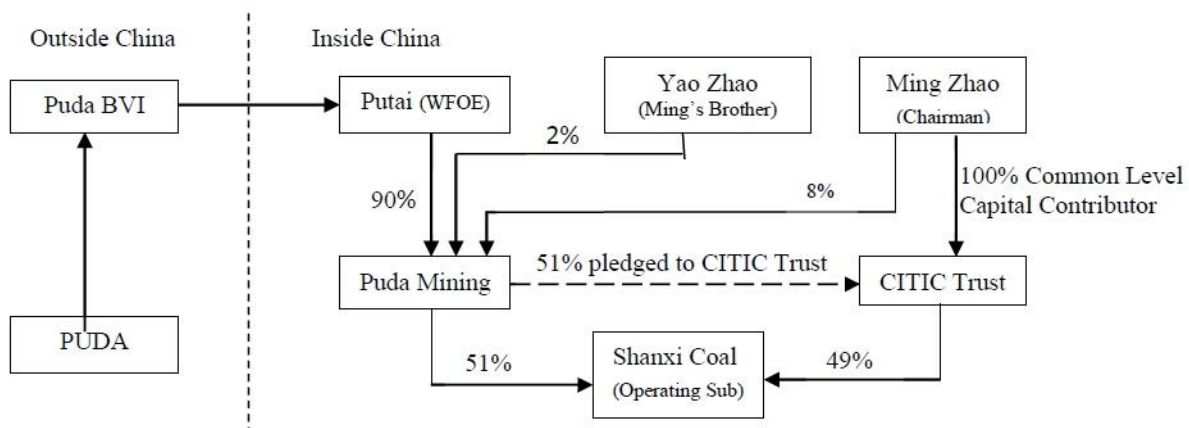 Outside China
Inside China
Puda BVI
Putai (WFOE)
Yao Zhao
(Ming's Brother)
Ming Zhao
(Chairman)
2%
90%
8%
100% Common Level
Capital Contributor
Puda Mining
51% pledged to CITIC Trust
CITIC Trust
PUDA
51%
Shanxi Coal
(Operating Sub)
49%